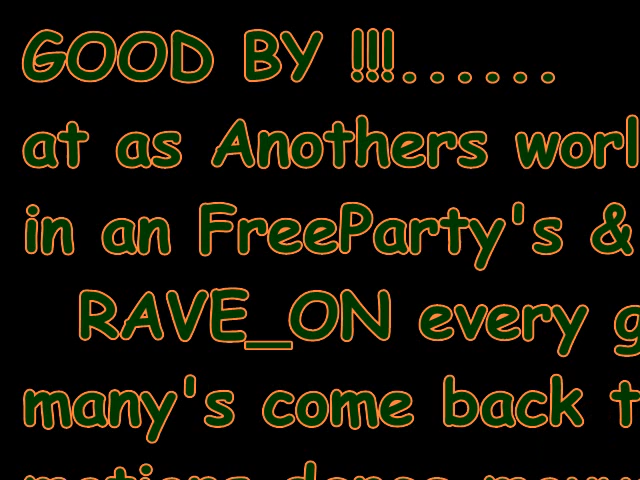 GOOD BY !!!......
at as Anothers worl
in an FreeParty's &
RAVE_ON every g
many's come back t